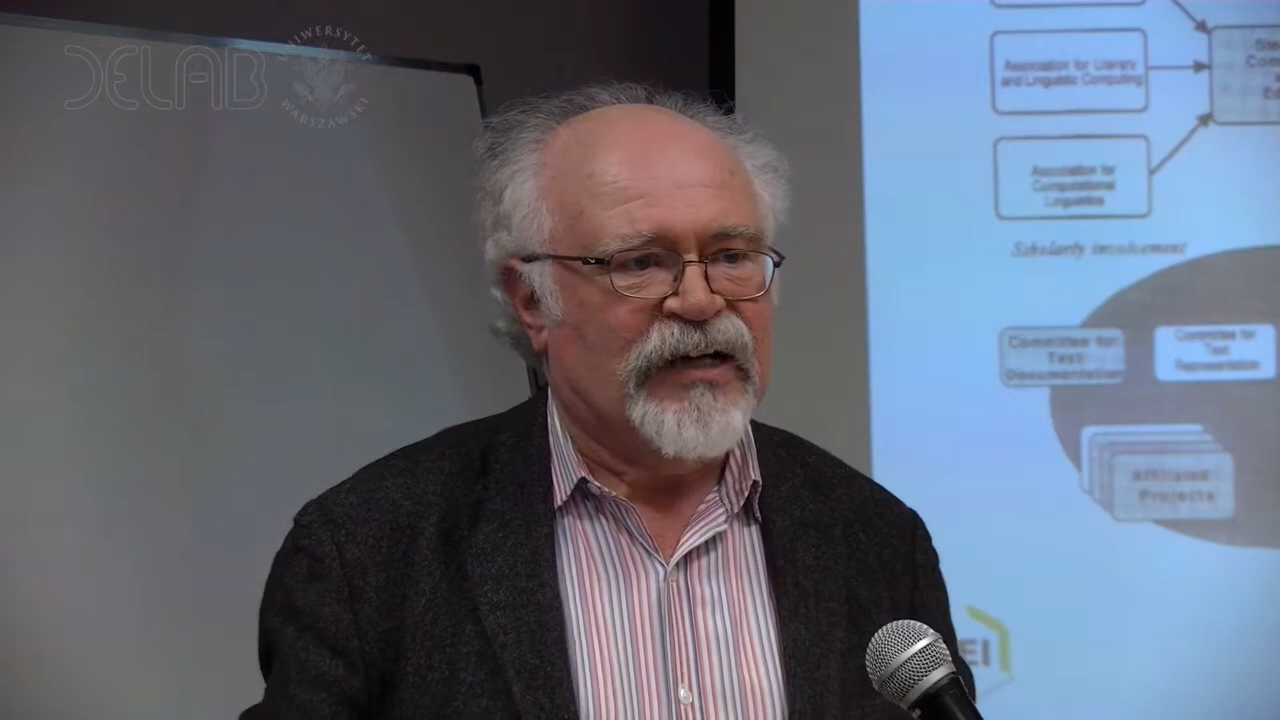 DELAB
UNIWERSYTET
WARSZAWSKI
Association for Literary
and Linguistic Computing
Association for
Computational
Linguistics
Scholarly involvement
Committee for
Text
Documentation
Committee for
Text
Representation
Affiliated
Projects
EI